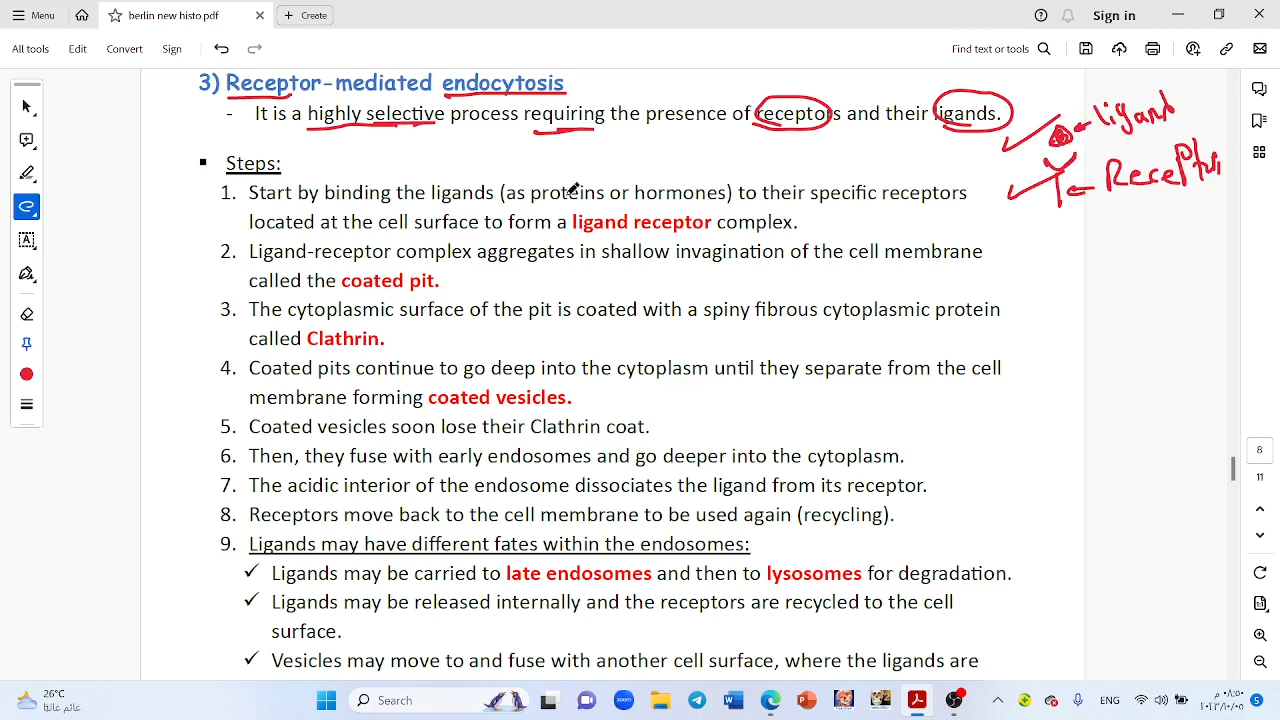 Menu
berlin new histo pdf
Create
Sign in
All tools
Edit
Convert
Sign
Find text or tools
3) Receptor-mediated endocytosis
- It is a highly selective process requiring the presence of receptors and their ligands.
ligand
Receptor
▪ Steps:
1. Start by binding the ligands (as proteins or hormones) to their specific receptors
located at the cell surface to form a ligand receptor complex.
2. Ligand-receptor complex aggregates in shallow invagination of the cell membrane
called the coated pit.
3. The cytoplasmic surface of the pit is coated with a spiny fibrous cytoplasmic protein
called Clathrin.
4. Coated pits continue to go deep into the cytoplasm until they separate from the cell
membrane forming coated vesicles.
5. Coated vesicles soon lose their Clathrin coat.
6. Then, they fuse with early endosomes and go deeper into the cytoplasm.
7. The acidic interior of the endosome dissociates the ligand from its receptor.
8. Receptors move back to the cell membrane to be used again (recycling).
9. Ligands may have different fates within the endosomes:
✓ Ligands may be carried to late endosomes and then to lysosomes for degradation.
✓ Ligands may be released internally and the receptors are recycled to the cell
surface.
✓ Vesicles may move to and fuse with another cell surface, where the ligands are
8
11
26°C
Search
zoom
ENG
5